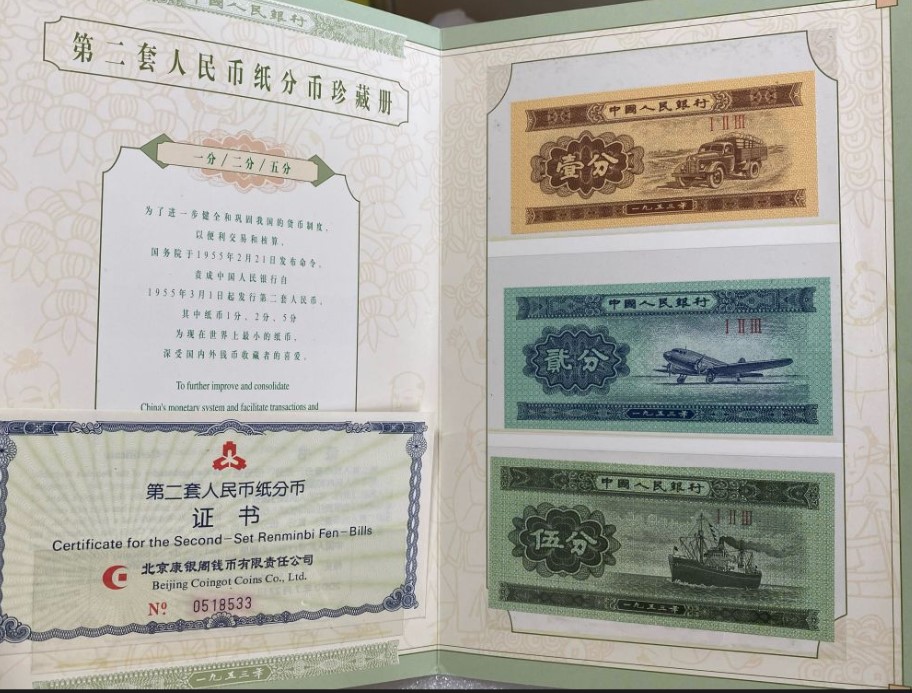 中國人民银行
第二套人民币纸分币珍藏册
一分/二分/五分
为了进一步健全和巩固我国的货币制度,
以便利交易和核算,
国务院于1955年2月21日发布命令,
责成中国人民银行自
1955年3月1日起发行第二套人民币,
其中纸币1分、2分、5分
为现在世界上最小的纸币,
深受国内外钱币收藏者的喜爱。
To further improve and consolidate
China's monetary system and facilitate transactions and
第二套人民币纸分币
证书
Certificate for the Second-Set Renminbi Fen-Bills
北京康银阁钱币有限责任公司
Beijing Coingot Coins Co., Ltd.
Nº 0518533
一九五三年
中國人民銀行
I II III
壹分
一九五三年
中國人民銀行
I II III
貳分
一九五三年
中國人民銀行
I II III
伍分
一九五三年